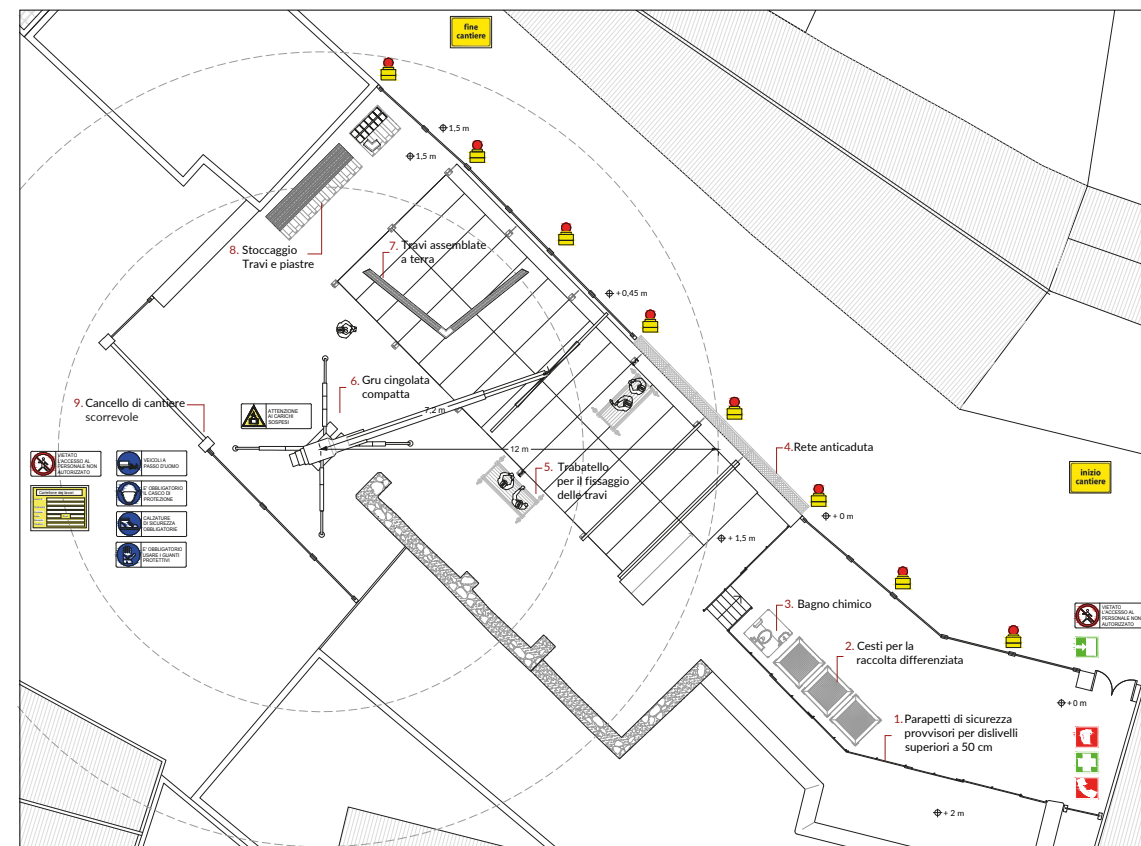 fine
cantiere
1,5 m
1,5 m
8. Stoccaggio
Travi e piastre
7. Travi assemblate
a terra
+ 0,45 m
6. Gru cingolata
compatta
7,2 m
9. Cancello di cantiere
scorrevole
ATTENZIONE
AI CARICHI
SOSPESI
12 m
4. Rete anticaduta
VIETATO
L'ACCESSO AL
PERSONALE NON
AUTORIZZATO
VEICOLI A
PASSO D'UOMO
Cartellone dei lavori
E' OBBLIGATORIO
IL CASCO DI
PROTEZIONE
CALZATURE
DI SICUREZZA
OBBLIGATORIE
E' OBBLIGATORIO
USARE I GUANTI
PROTETTIVI
5. Trabatello
per il fissaggio
delle travi
inizio
cantiere
+ 0 m
+ 1,5 m
3. Bagno chimico
VIETATO
L'ACCESSO AL
PERSONALE NON
AUTORIZZATO
2. Cesti per la
raccolta differenziata
+ 0 m
1. Parapetti di sicurezza
provvisori per dislivelli
superiori a 50 cm
+ 2 m